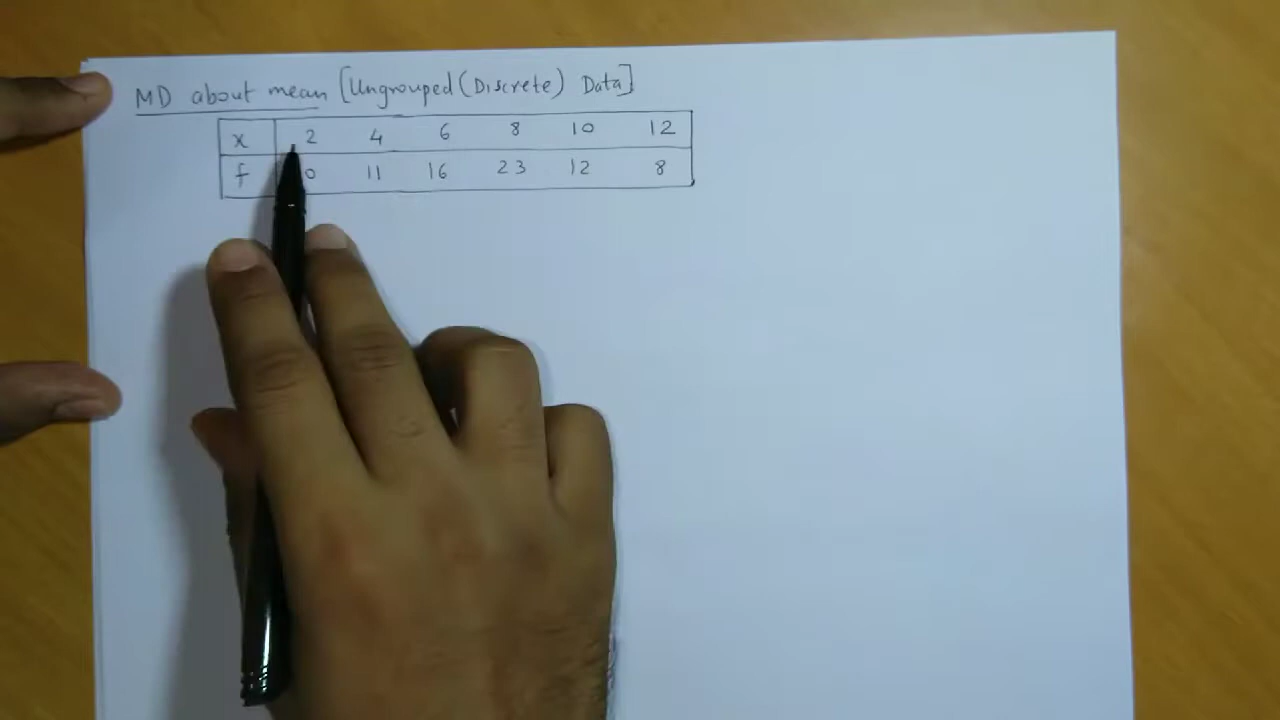 MD about mean [Ungrouped (Discrete) Data]
x 2 4 6 8 10 12
f 11 16 23 12 8